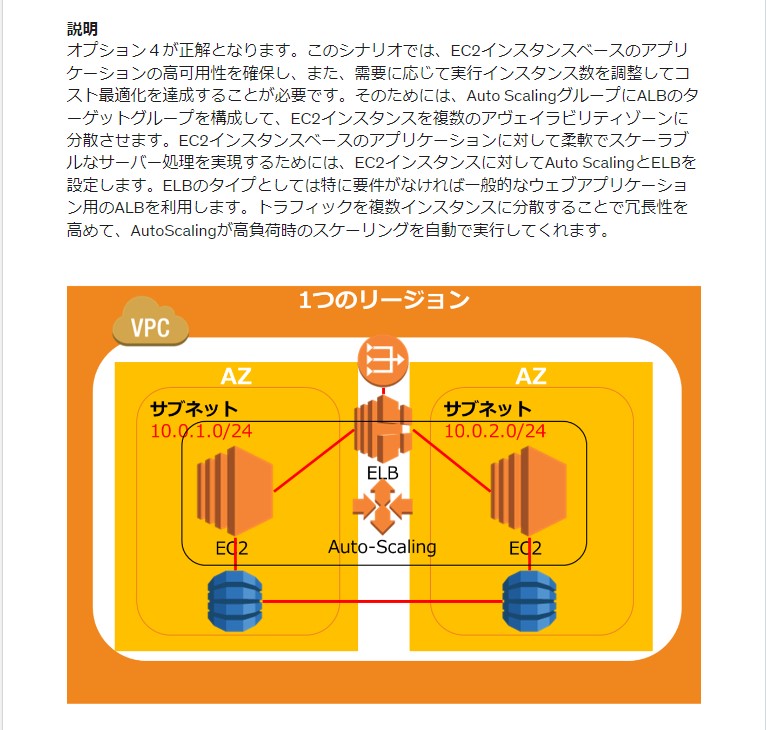 説明
オプション４が正解となります。このシナリオでは、EC2インスタンスベースのアプリ
ケーションの高可用性を確保し、また、需要に応じて実行インスタンス数を調整してコ
スト最適化を達成することが必要です。そのためには、Auto ScalingグループにALBのタ
ーゲットグループを構成して、EC2インスタンスを複数のアヴェイラビリティゾーンに
分散させます。EC2インスタンスベースのアプリケーションに対して柔軟でスケーラブ
ルなサーバー処理を実現するためには、EC2インスタンスに対してAuto ScalingとELBを
設定します。ELBのタイプとしては特に要件がなければ一般的なウェブアプリケーショ
ン用のALBを利用します。トラフィックを複数インスタンスに分散することで冗長性を
高めて、AutoScalingが高負荷時のスケーリングを自動で実行してくれます。
1つのリージョン
VPC
AZ
AZ
サブネット
サブネット
10.0.1.0/24
10.0.2.0/24
ELB
EC2
Auto-Scaling
EC2